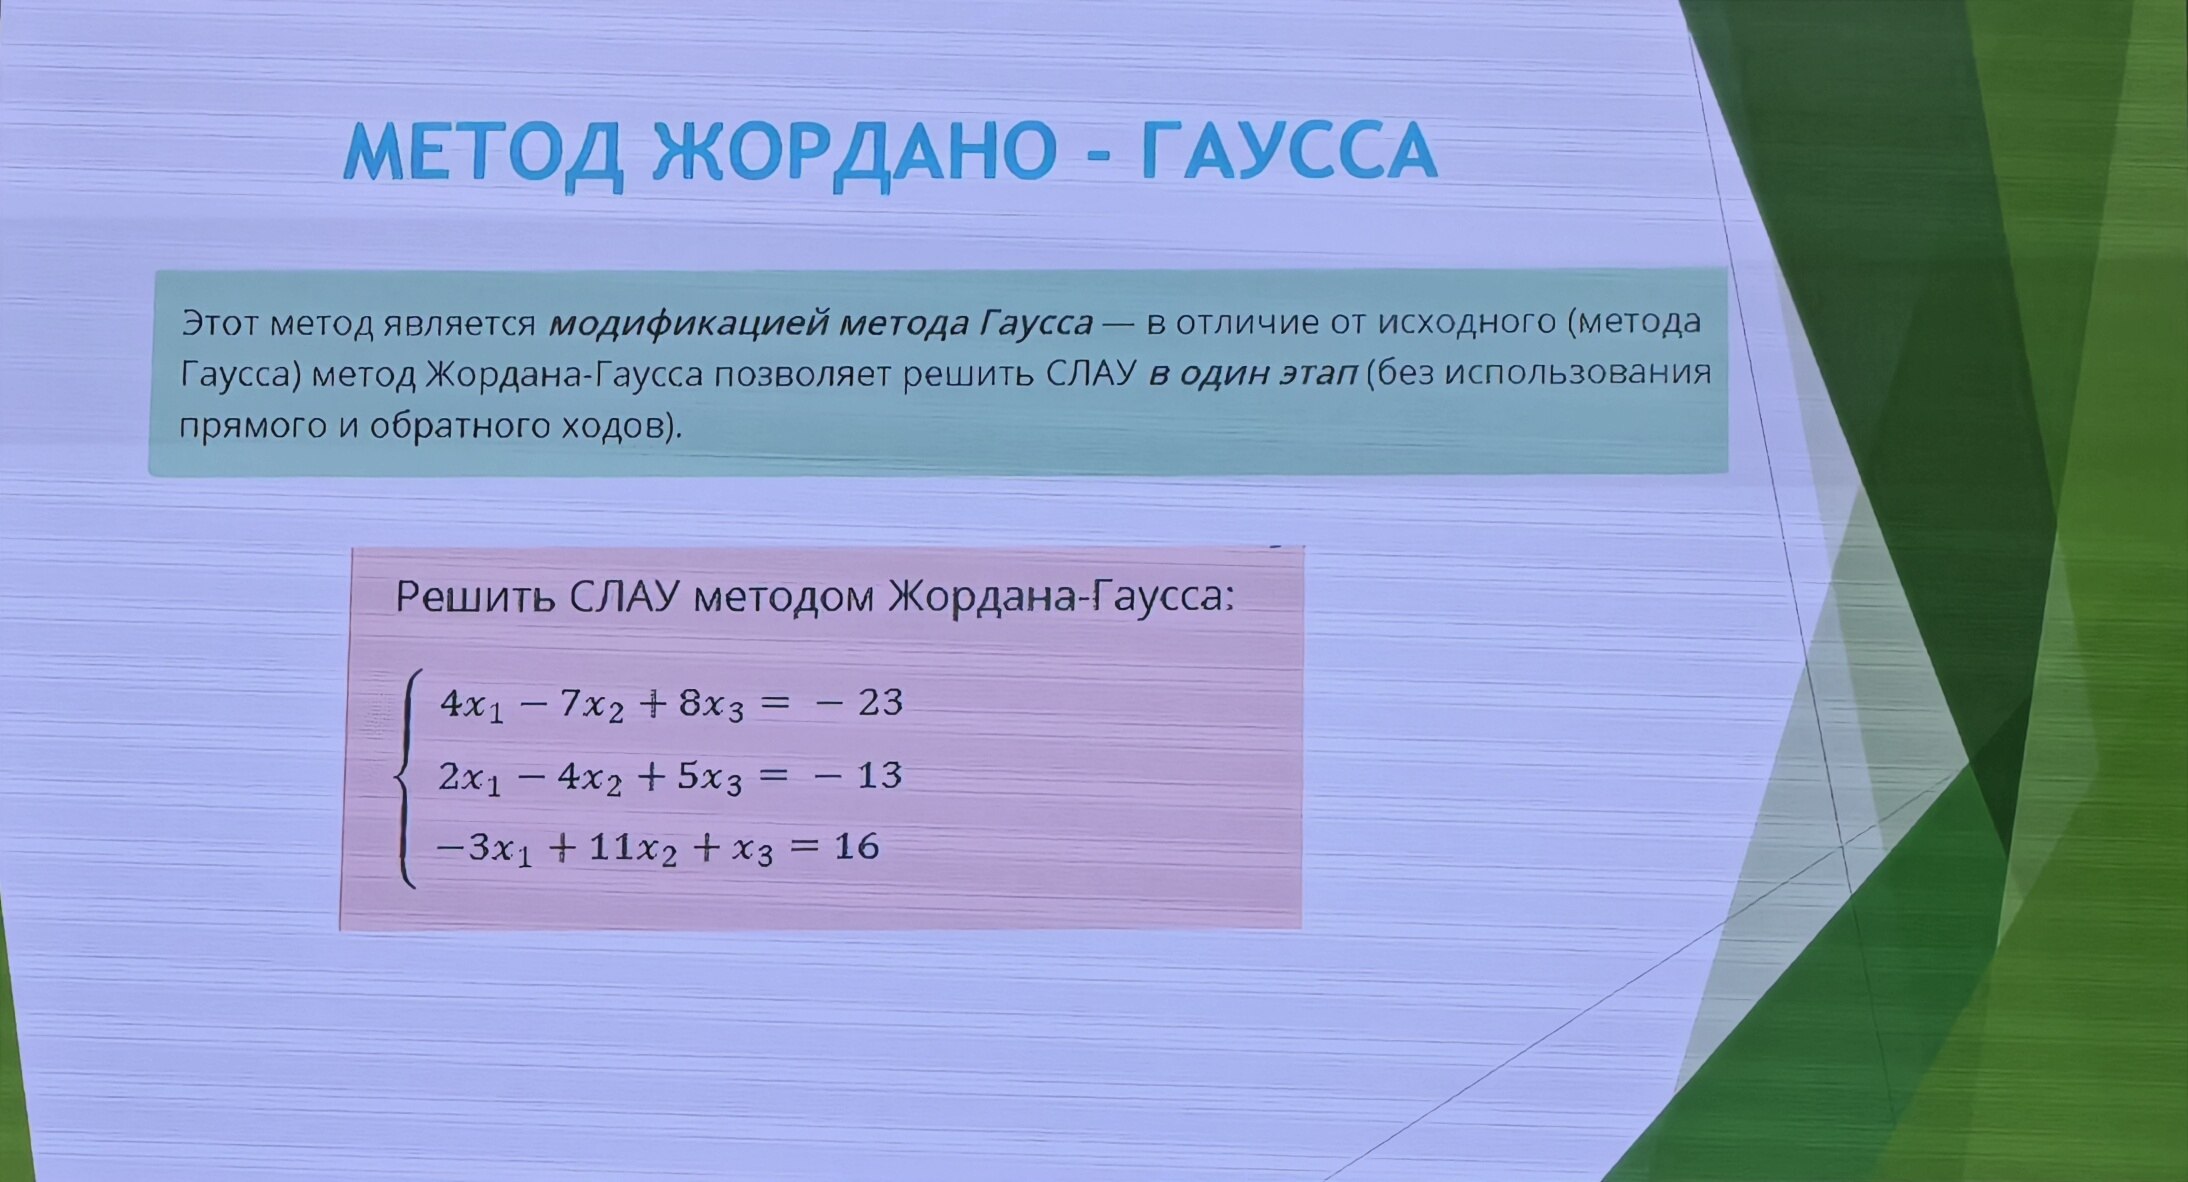 МЕТОД ЖОРДАНО - ГАУССА
Этот метод является модификацией метода Гаусса — в отличие от исходного (метода
Гаусса) метод Жордана-Гаусса позволяет решить СЛАУ в один этап (без использования
прямого и обратного ходов).
Решить СЛАУ методом Жордана-Гаусса:
4x₁ − 7x₂ + 8x₃ = − 23
2x₁ − 4x₂ + 5x₃ = − 13
−3x₁ + 11x₂ + x₃ = 16